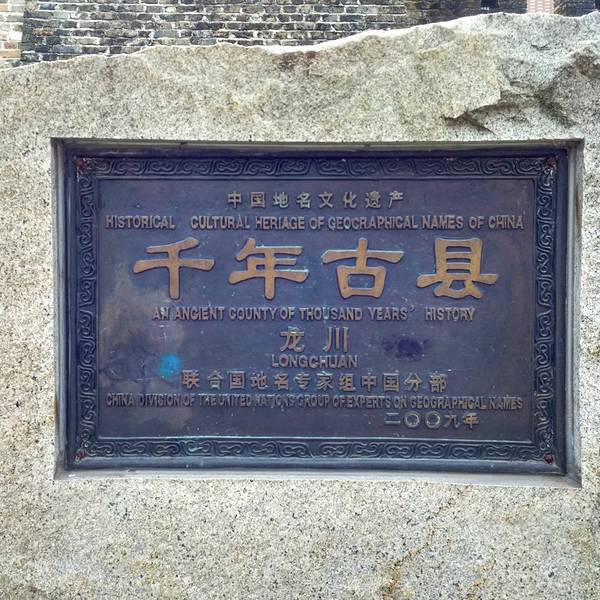 中国地名文化遗产
HISTORICAL CULTURAL HERIAGE OF GEOGRAPHICAL NAMES OF CHINA
千年古县
AN ANCIENT COUNTY OF THOUSAND YEARS' HISTORY
龙川
LONGCHUAN
联合国地名专家组中国分部
CHINA DIVISION OF THE UNITED NATIONS GROUP OF EXPERTS ON GEOGRAPHICAL NAMES
二〇〇九年